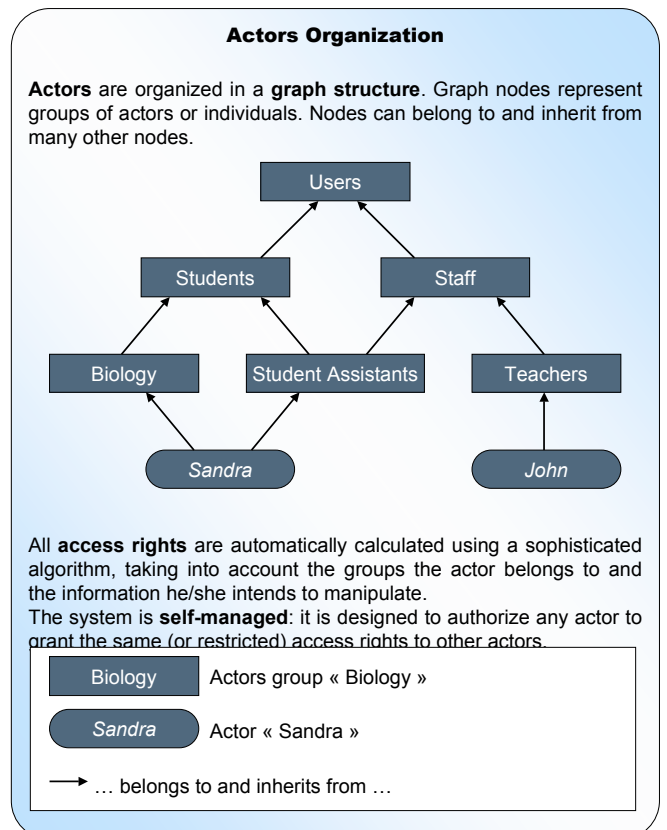 Actors Organization
Actors are organized in a graph structure. Graph nodes represent
groups of actors or individuals. Nodes can belong to and inherit from
many other nodes.
Users
Students
Staff
Biology
Student Assistants
Teachers
Sandra
John
All access rights are automatically calculated using a sophisticated
algorithm, taking into account the groups the actor belongs to and
the information he/she intends to manipulate.
The system is self-managed: it is designed to authorize any actor to
grant the same (or restricted) access rights to other actors.
Biology
Actors group « Biology »
Sandra
Actor « Sandra »
… belongs to and inherits from …